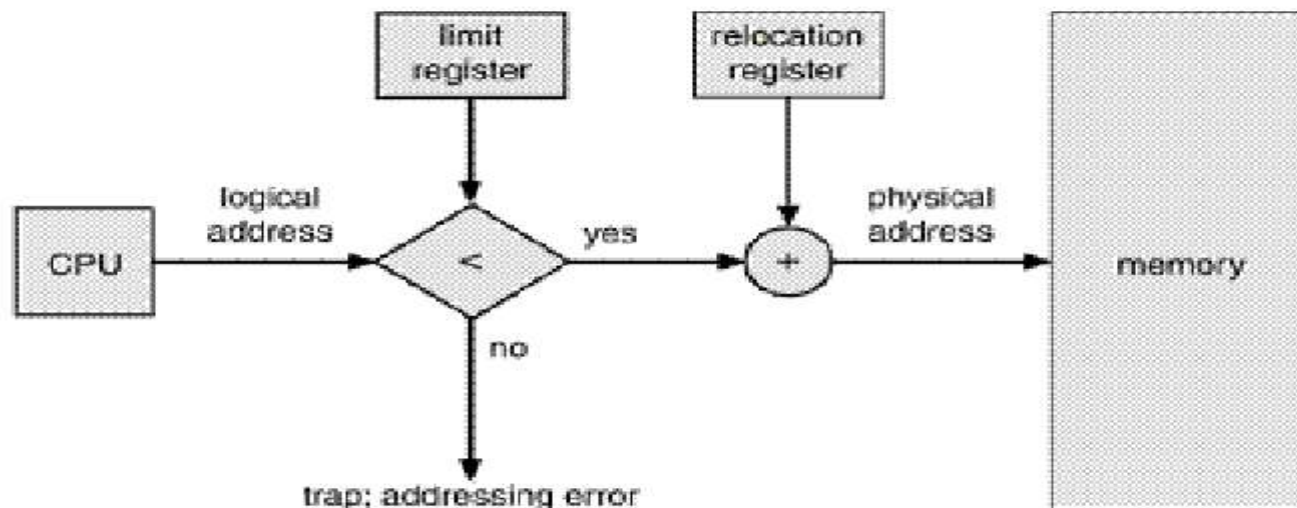 limit
register
relocation
register
logical
address
physical
address
CPU
<
yes
+
memory
no
trap; addressing error